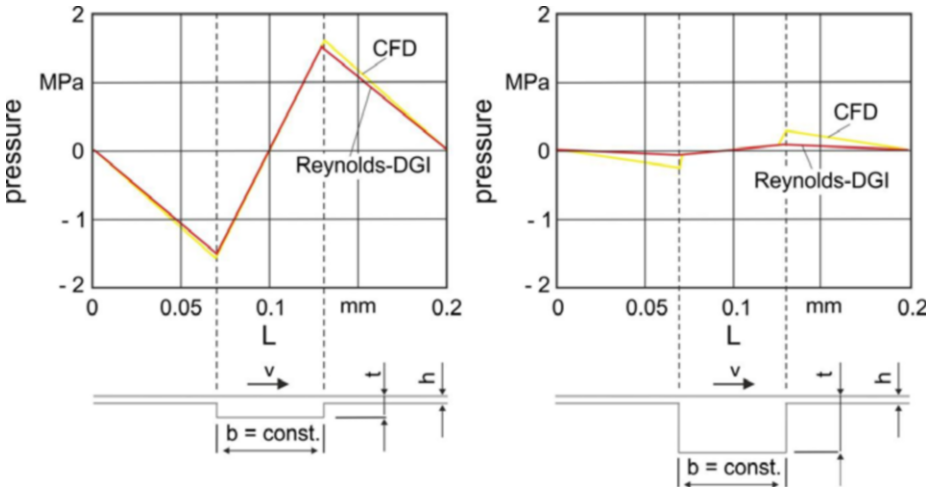 2
MPa
0
- 1
- 2
pressure
CFD
Reynolds-DGI
0
0.05
0.1
mm
0.2
L
v
t
h
b = const.
2
MPa
0
- 1
- 2
pressure
CFD
Reynolds-DGI
0
0.05
0.1
mm
0.2
L
v
t
h
b = const.